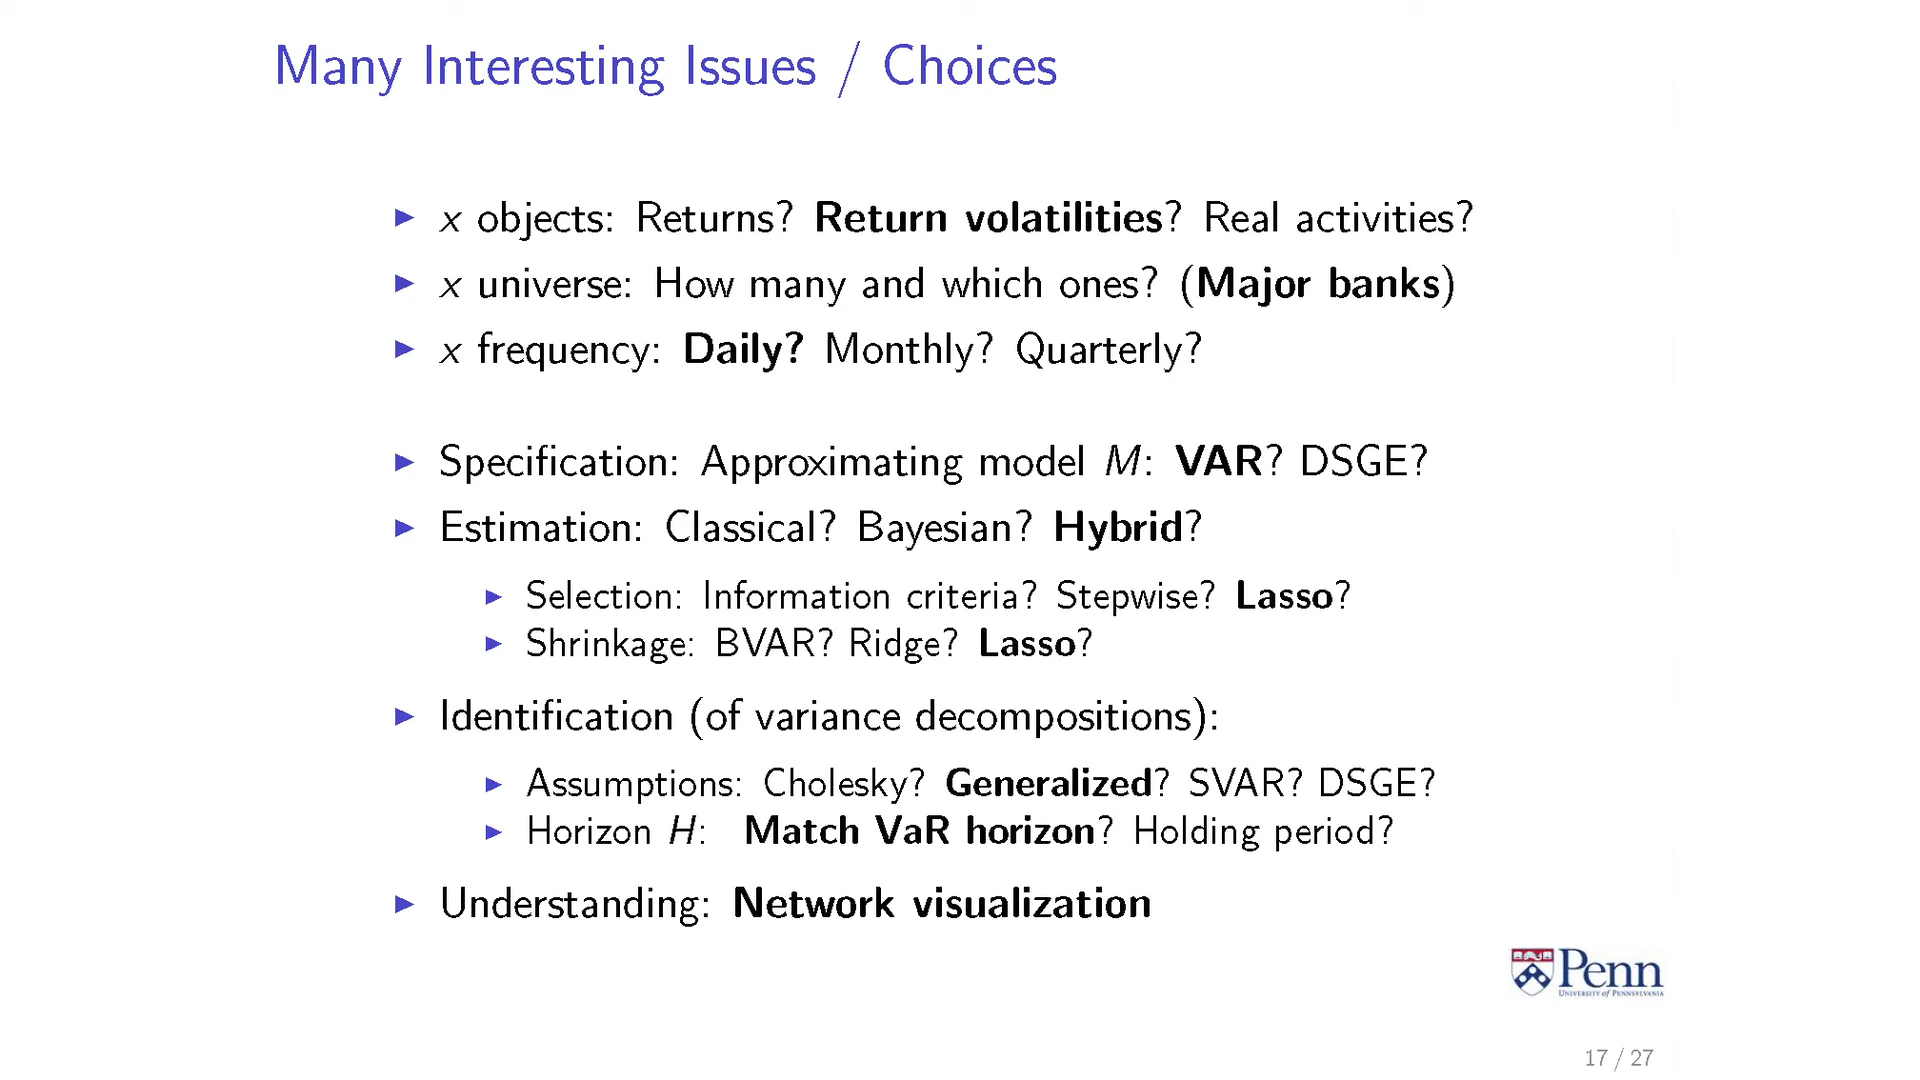 Many Interesting Issues / Choices
x objects: Returns? Return volatilities? Real activities?
x universe: How many and which ones? (Major banks)
x frequency: Daily? Monthly? Quarterly?
Specification: Approximating model M: VAR? DSGE?
Estimation: Classical? Bayesian? Hybrid?
Selection: Information criteria? Stepwise? Lasso?
Shrinkage: BVAR? Ridge? Lasso?
Identification (of variance decompositions):
Assumptions: Cholesky? Generalized? SVAR? DSGE?
Horizon H: Match VaR horizon? Holding period?
Understanding: Network visualization
Penn
University of Pennsylvania
17 / 27